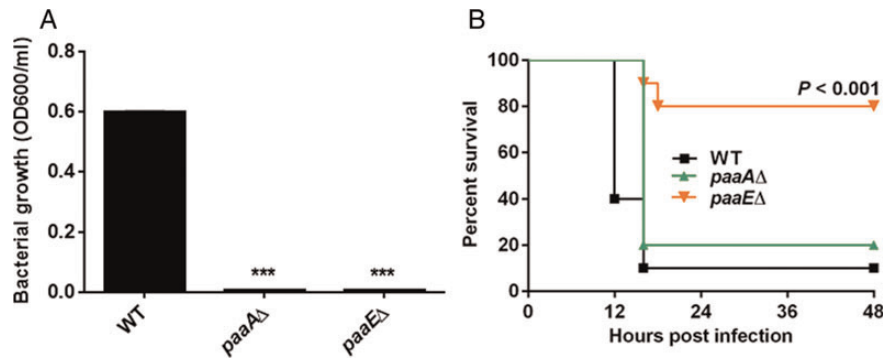 A
Bacterial growth (OD600/ml)
0.8
0.6
0.4
0.2
0.0
***
***
WT
paaAΔ
paaEΔ
B
Percent survival
100
80
60
40
20
0
P < 0.001
WT
paaAΔ
paaEΔ
0 12 24 36 48
Hours post infection